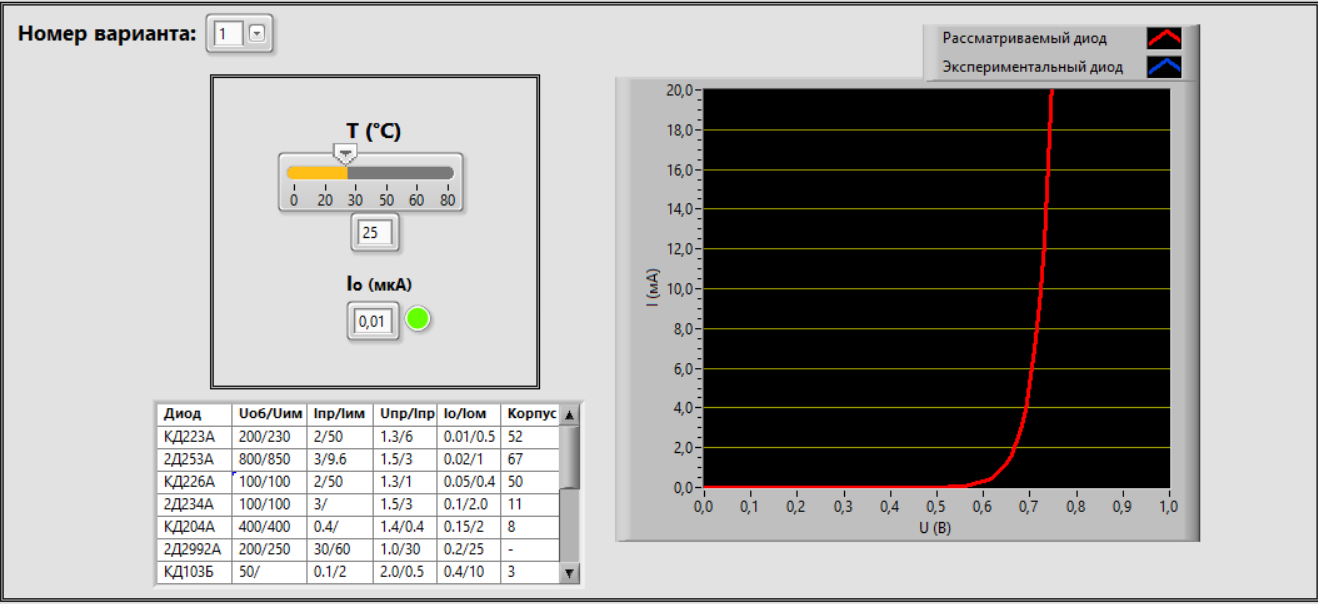 Номер варианта: 1
T (°C)
0 20 30 50 60 80
25
Io (мкА)
0,01
Диод Uоб/Uим Iпр/Iим Uпр/Iпр Io/Iом Корпус
КД223А 200/230 2/50 1.3/6 0.01/0.5 52
2Д253А 800/850 3/9.6 1.5/3 0.02/1 67
КД226А 100/100 2/50 1.3/1 0.05/0.4 50
2Д234А 100/100 3/ 1.5/3 0.1/2.0 11
КД204А 400/400 0.4/ 1.4/0.4 0.15/2 8
2Д2992А 200/250 30/60 1.0/30 0.2/25 -
КД103Б 50/ 0.1/2 2.0/0.5 0.4/10 3
Рассматриваемый диод
Экспериментальный диод
20,0
18,0
16,0
14,0
12,0
10,0
8,0
6,0
4,0
2,0
0,0
I (мА)
0,0 0,1 0,2 0,3 0,4 0,5 0,6 0,7 0,8 0,9 1,0
U (В)